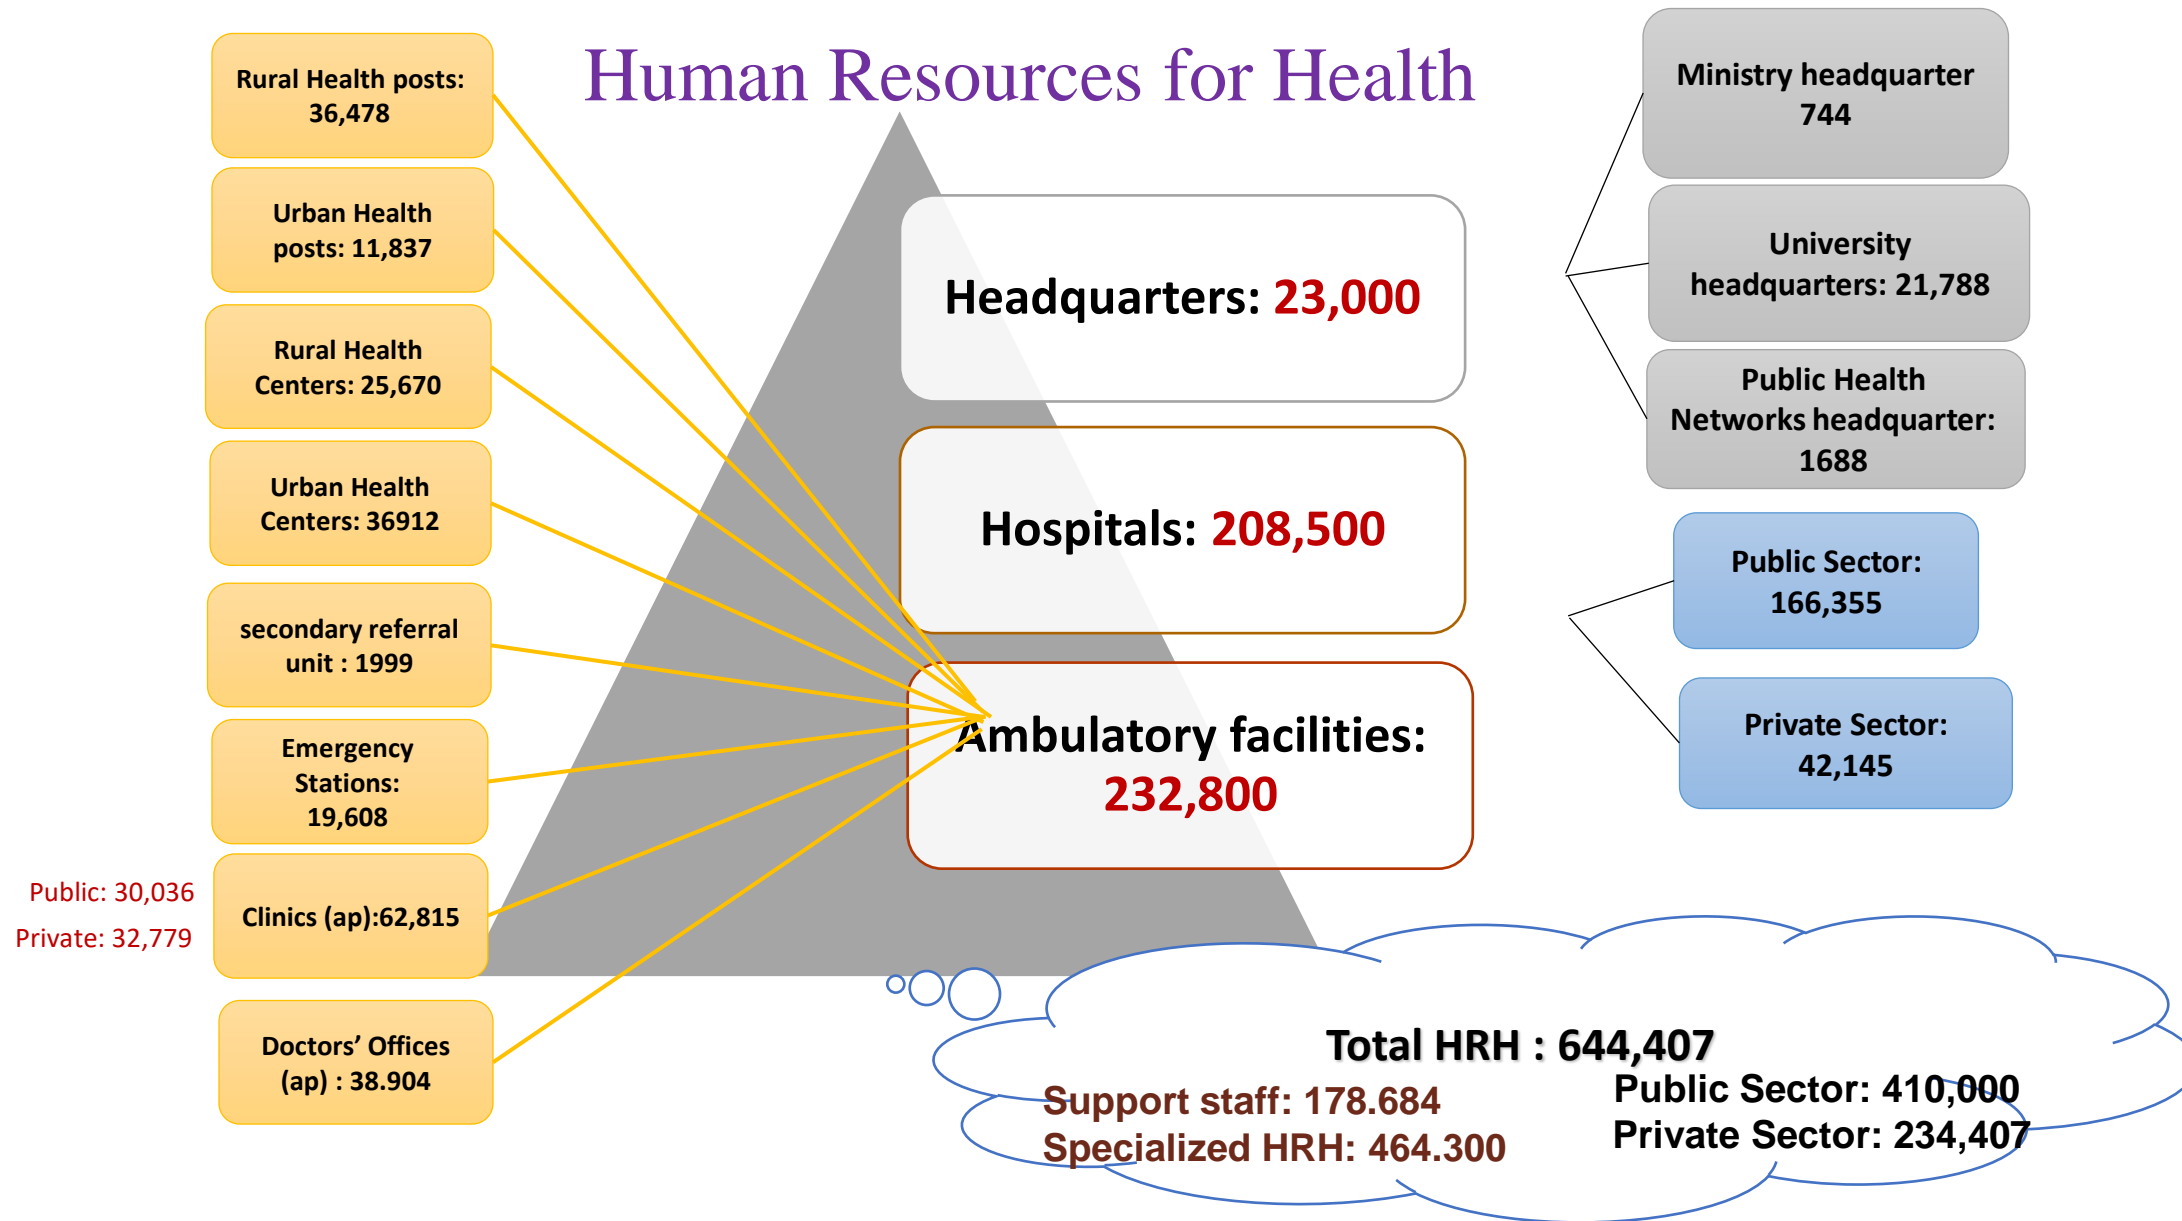 Human Resources for Health
Rural Health posts:
36,478
Urban Health
posts: 11,837
Rural Health
Centers: 25,670
Urban Health
Centers: 36912
secondary referral
unit : 1999
Emergency
Stations:
19,608
Public: 30,036
Private: 32,779
Clinics (ap):62,815
Doctors’ Offices
(ap) : 38.904
Headquarters: 23,000
Hospitals: 208,500
Ambulatory facilities:
232,800
Ministry headquarter
744
University
headquarters: 21,788
Public Health
Networks headquarter:
1688
Public Sector:
166,355
Private Sector:
42,145
Total HRH : 644,407
Support staff: 178.684
Specialized HRH: 464.300
Public Sector: 410,000
Private Sector: 234,407